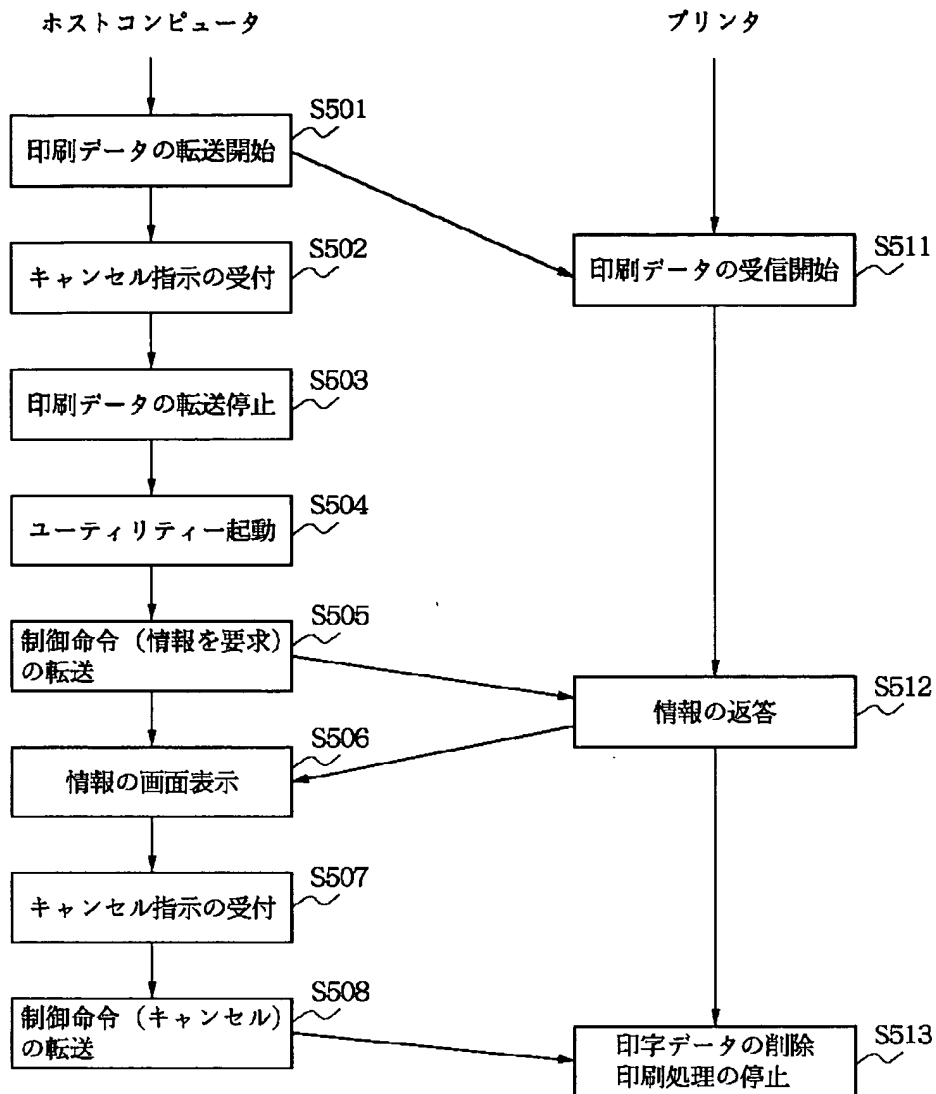 ホストコンピュータ
プリンタ
S501
印刷データの転送開始
S502
キャンセル指示の受付
S511
印刷データの受信開始
S503
印刷データの転送停止
S504
ユーティリティー起動
S505
制御命令（情報を要求）
の転送
S512
情報の返答
S506
情報の画面表示
S507
キャンセル指示の受付
S508
制御命令（キャンセル）
の転送
S513
印字データの削除
印刷処理の停止